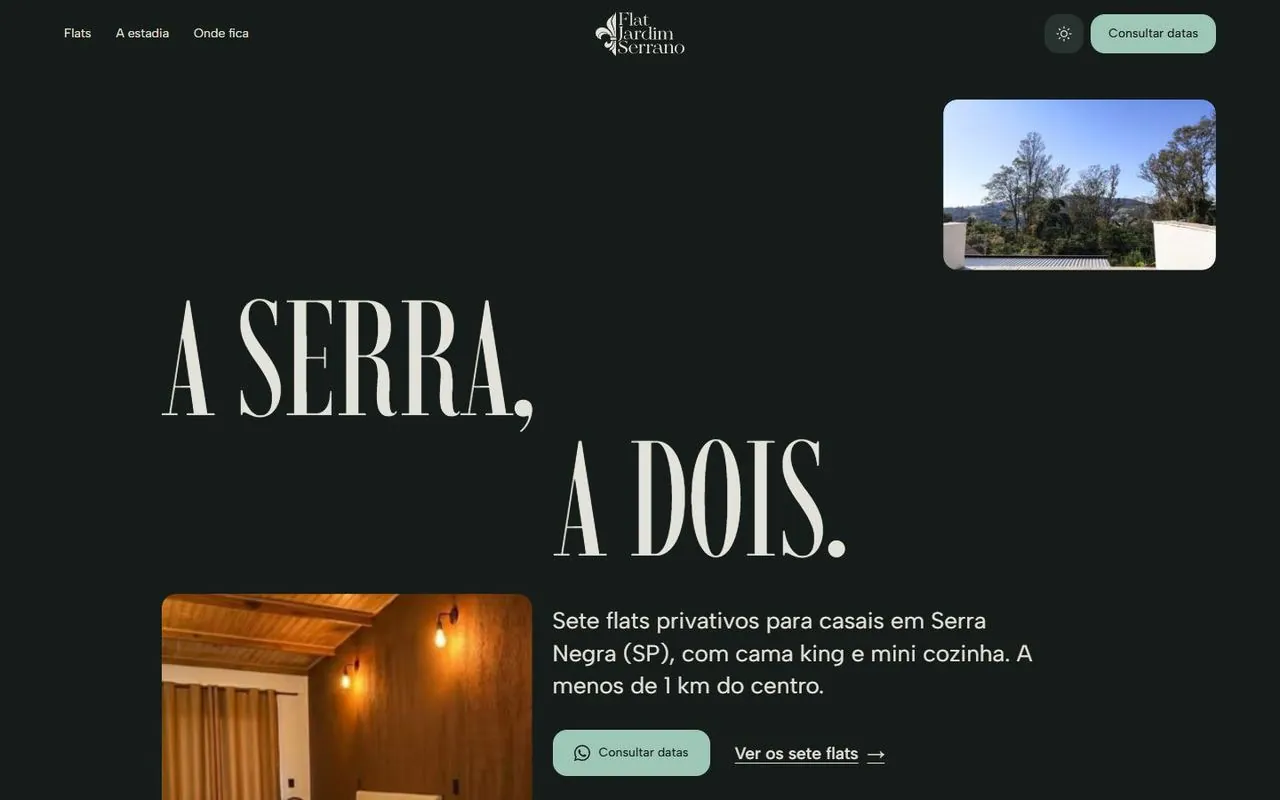 Flats
A estadia
Onde fica
Flat
Jardim
Serrano
Consultar datas
A SERRA,
A DOIS.
Sete flats privativos para casais em Serra
Negra (SP), com cama king e mini cozinha. A
menos de 1 km do centro.
Consultar datas
Ver os sete flats →